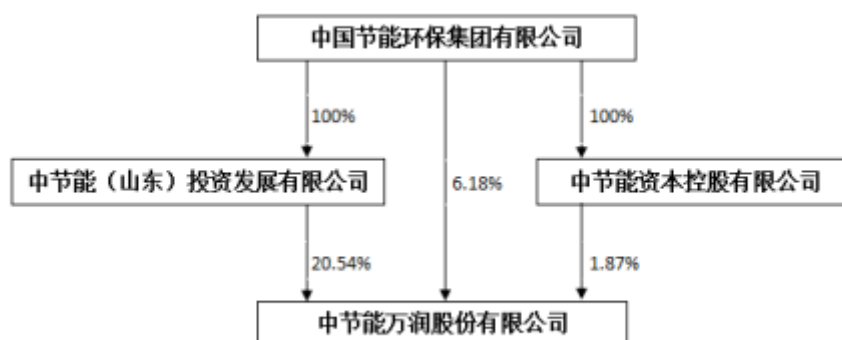 中国节能环保集团有限公司
100%
100%
中节能（山东）投资发展有限公司
6.18%
中节能资本控股有限公司
20.54%
1.87%
中节能万润股份有限公司